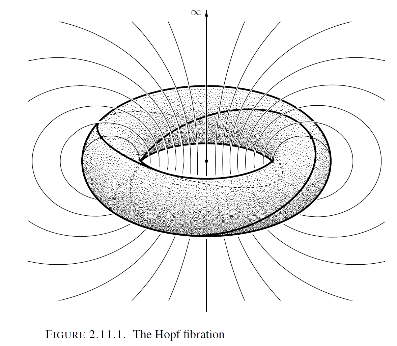 ∞
FIGURE 2.11.1. The Hopf fibration